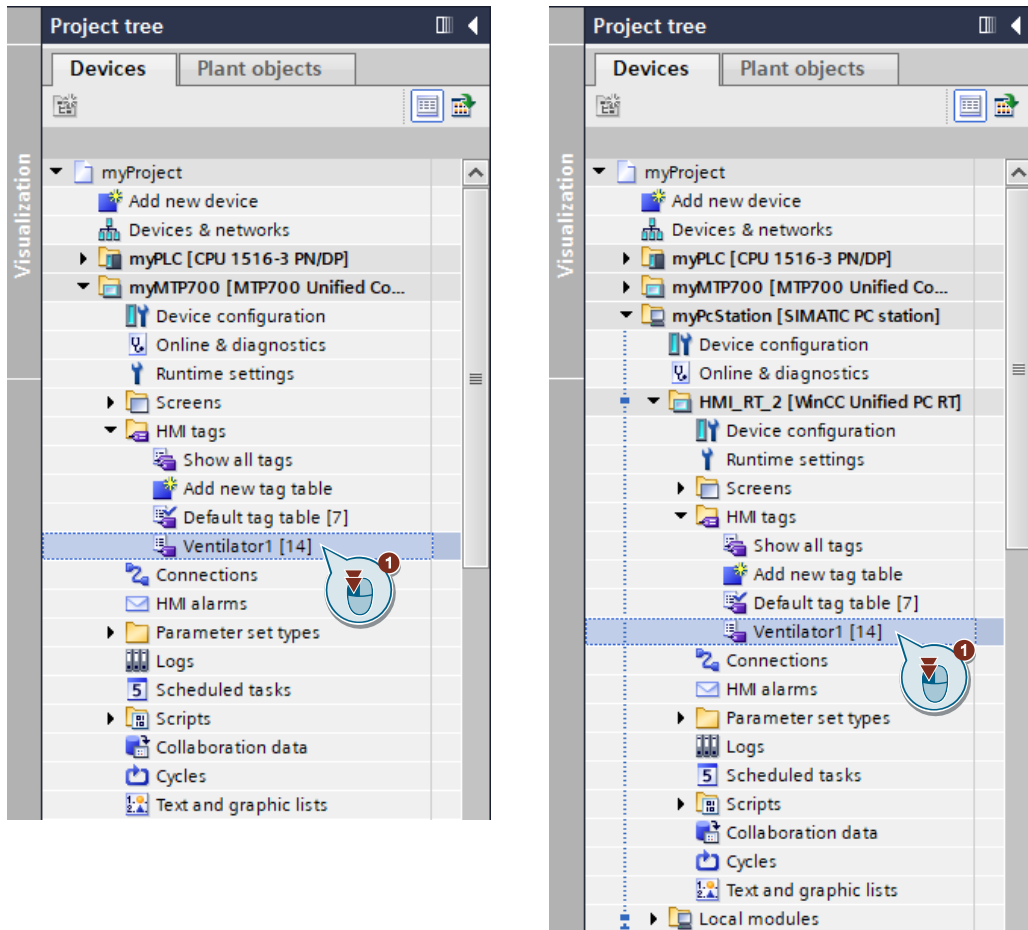 Project tree
Devices
Plant objects
Visualization
myProject
Add new device
Devices & networks
myPLC [CPU 1516-3 PN/DP]
myMTP700 [MTP700 Unified Co...
Device configuration
Online & diagnostics
Runtime settings
Screens
HMI tags
Show all tags
Add new tag table
Default tag table [7]
Ventilator1 [14]
1
Connections
HMI alarms
Parameter set types
Logs
5 Scheduled tasks
Scripts
Collaboration data
Cycles
Text and graphic lists
Project tree
Devices
Plant objects
Visualization
myProject
Add new device
Devices & networks
myPLC [CPU 1516-3 PN/DP]
myMTP700 [MTP700 Unified Co...
myPcStation [SIMATIC PC station]
Device configuration
Online & diagnostics
HMI_RT_2 [WinCC Unified PC RT]
Device configuration
Runtime settings
Screens
HMI tags
Show all tags
Add new tag table
Default tag table [7]
Ventilator1 [14]
1
Connections
HMI alarms
Parameter set types
Logs
5 Scheduled tasks
Scripts
Collaboration data
Cycles
Text and graphic lists
Local modules